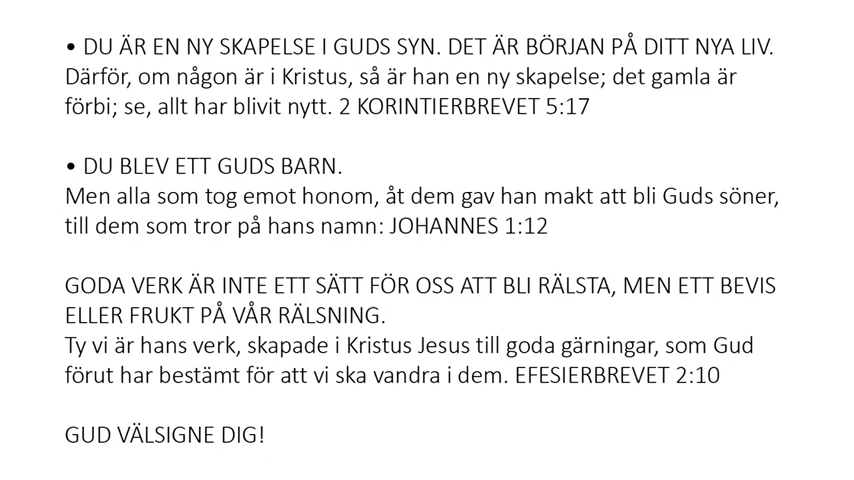 • DU ÄR EN NY SKAPELSE I GUDS SYN. DET ÄR BÖRJAN PÅ DITT NYA LIV.
Därför, om någon är i Kristus, så är han en ny skapelse; det gamla är
förbi; se, allt har blivit nytt. 2 KORINTIERBREVET 5:17
• DU BLEV ETT GUDS BARN.
Men alla som tog emot honom, åt dem gav han makt att bli Guds söner,
till dem som tror på hans namn: JOHANNES 1:12
GODA VERK ÄR INTE ETT SÄTT FÖR OSS ATT BLI RÄLSTA, MEN ETT BEVIS
ELLER FRUKT PÅ VÅR RÄLSNING.
Ty vi är hans verk, skapade i Kristus Jesus till goda gärningar, som Gud
förut har bestämt för att vi ska vandra i dem. EFESIERBREVET 2:10
GUD VÄLSIGNE DIG!